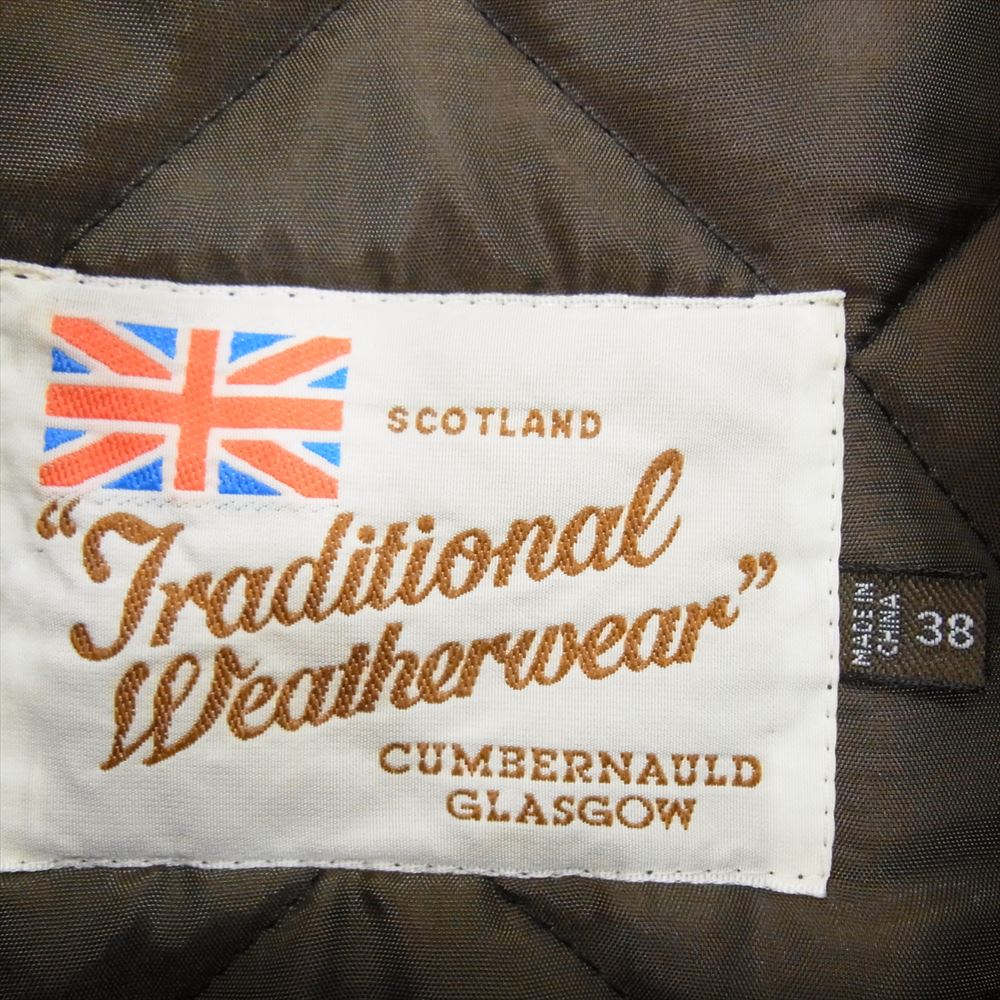 SCOTLAND
"Traditional
Weatherwear"
CUMBERNAULD
GLASGOW
MADE IN
CHINA
38